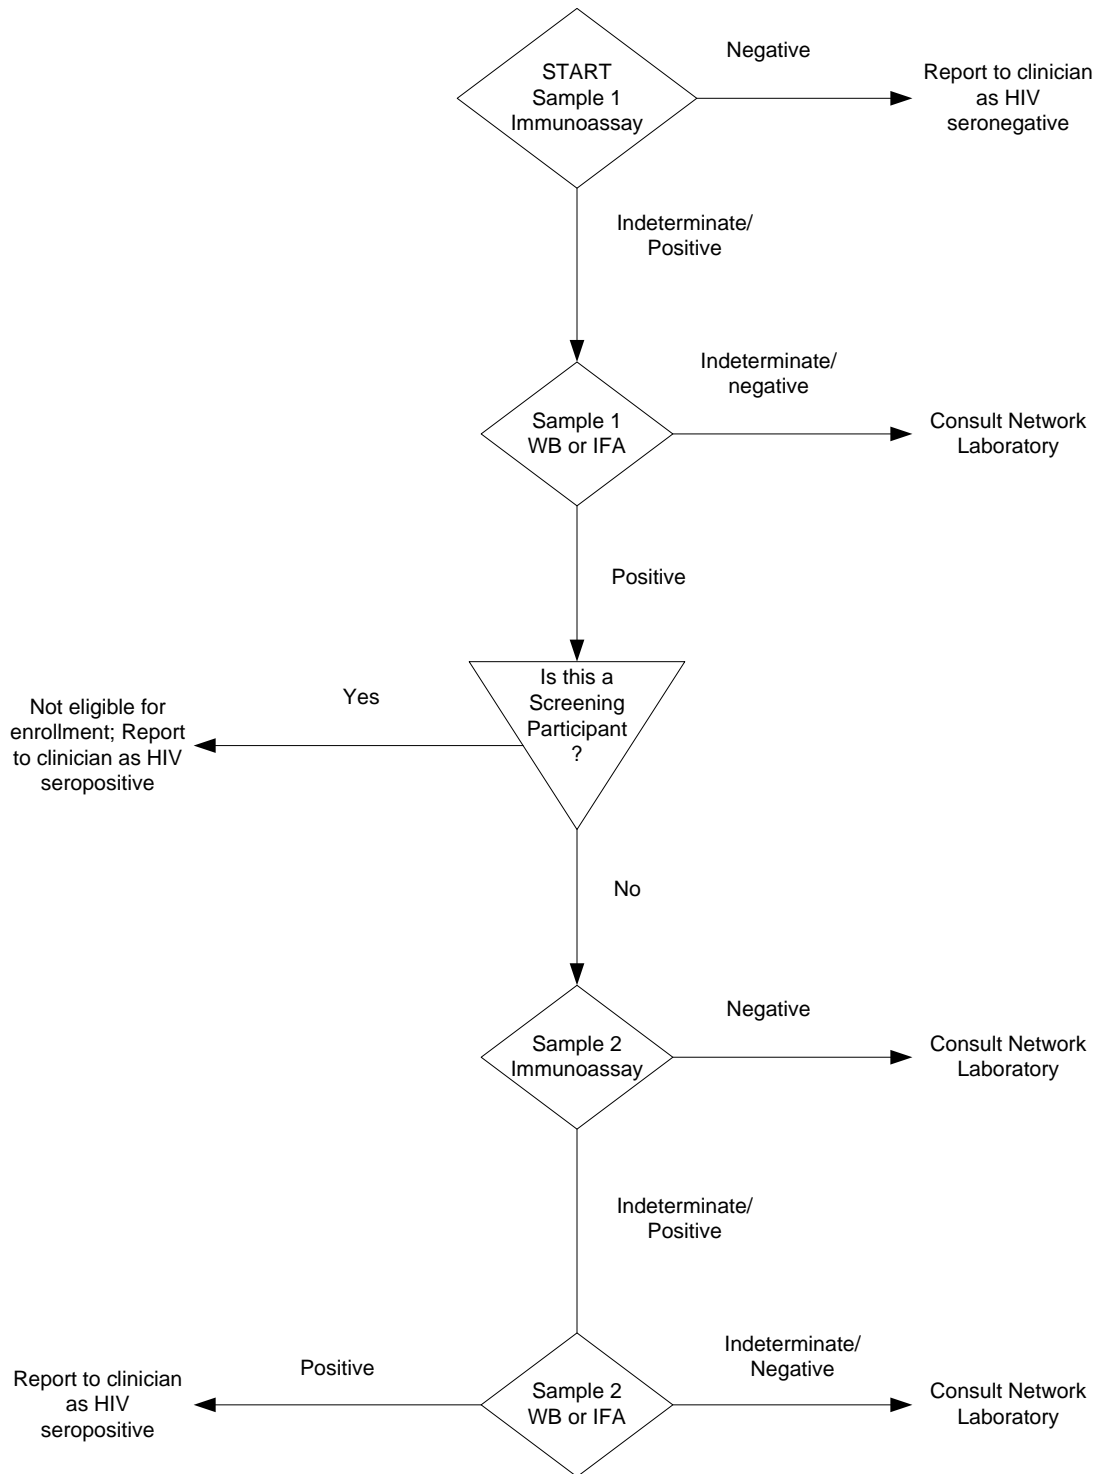 Negative
START
Sample 1
Immunoassay
Report to clinician
as HIV
seronegative
Indeterminate/
Positive
Indeterminate/
negative
Sample 1
WB or IFA
Consult Network
Laboratory
Positive
Is this a
Screening
Participant
?
Yes
Not eligible for
enrollment; Report
to clinician as HIV
seropositive
No
Negative
Sample 2
Immunoassay
Consult Network
Laboratory
Indeterminate/
Positive
Indeterminate/
Negative
Positive
Report to clinician
as HIV
seropositive
Sample 2
WB or IFA
Consult Network
Laboratory